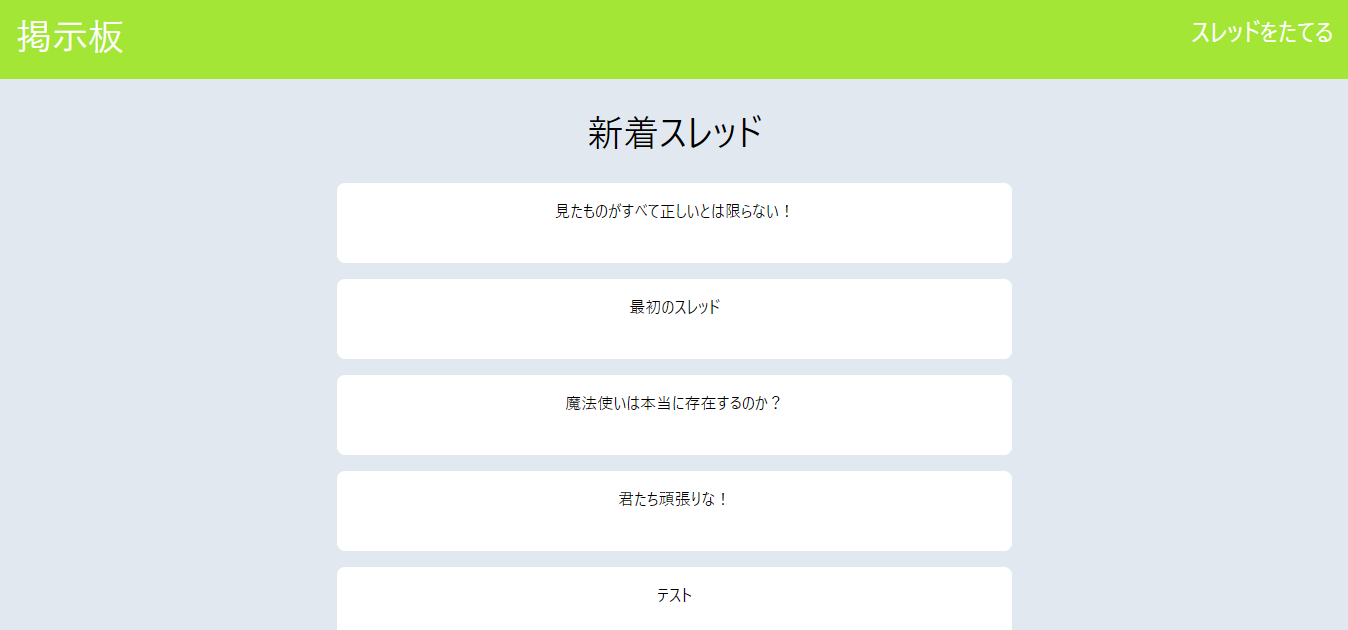 掲示板
スレッドをたてる
新着スレッド
見たものがすべて正しいとは限らない！
最初のスレッド
魔法使いは本当に存在するのか？
君たち頑張りな！
テスト